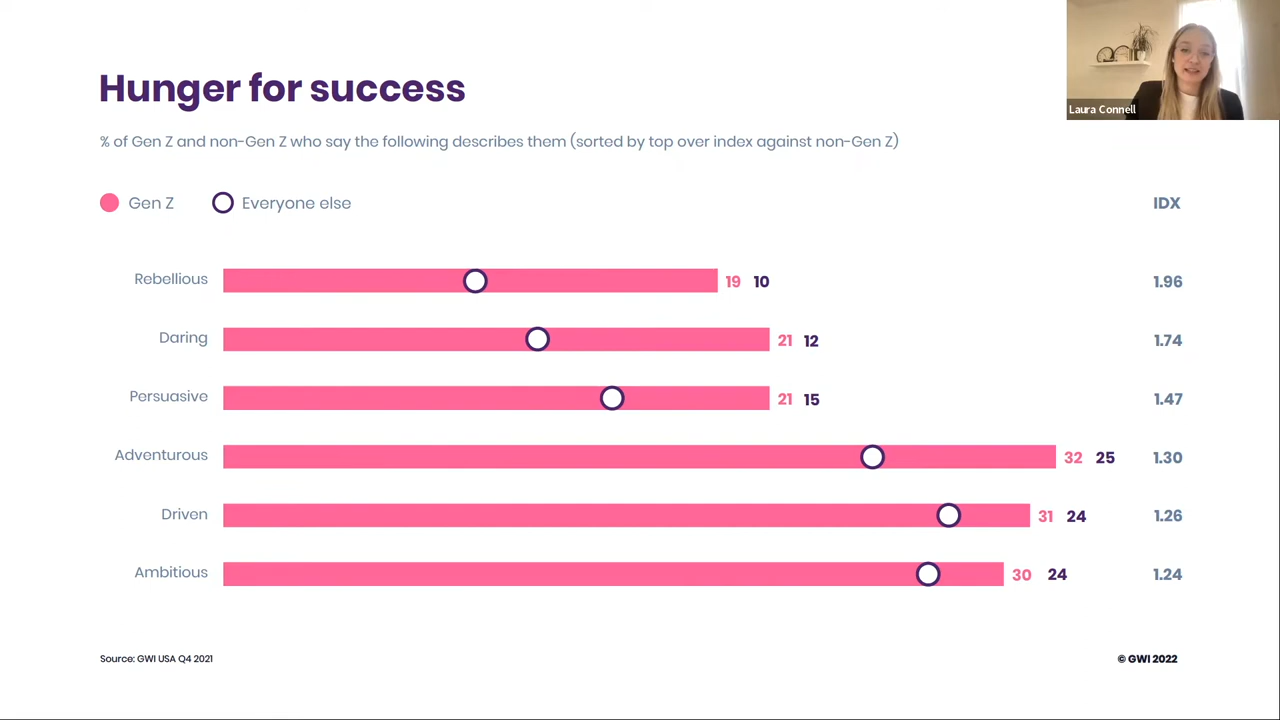 Hunger for success
Laura Connell
% of Gen Z and non-Gen Z who say the following describes them (sorted by top over index against non-Gen Z)
Gen Z Everyone else IDX
Rebellious 19 10 1.96
Daring 21 12 1.74
Persuasive 21 15 1.47
Adventurous 32 25 1.30
Driven 31 24 1.26
Ambitious 30 24 1.24
Source: GWI USA Q4 2021 © GWI 2022